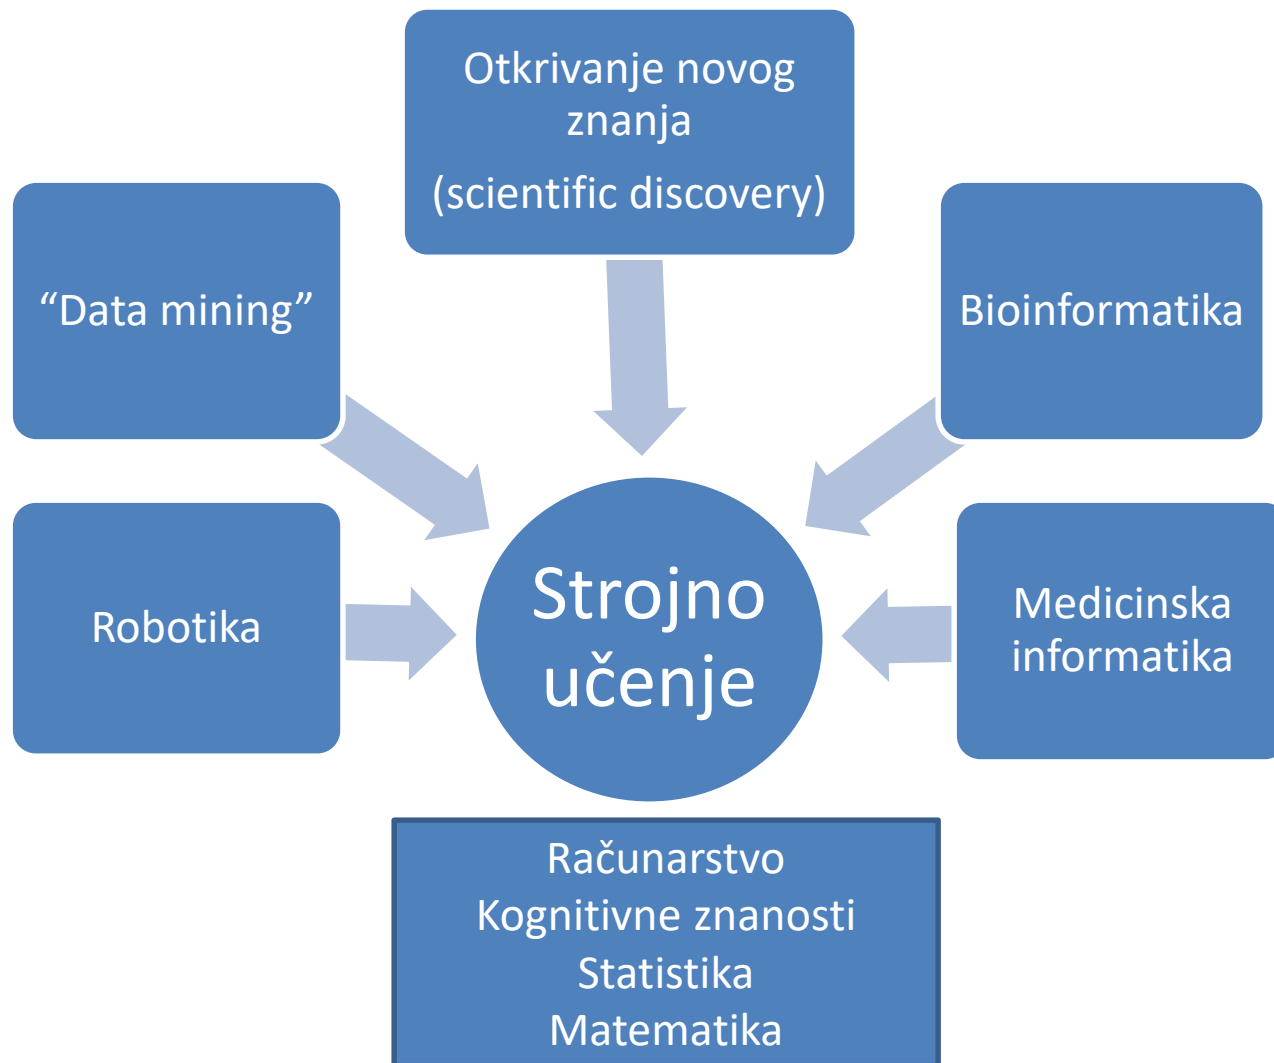 Otkrivanje novog
znanja
(scientific discovery)
“Data mining”
Bioinformatika
Robotika
Strojno
učenje
Medicinska
informatika
Računarstvo
Kognitivne znanosti
Statistika
Matematika